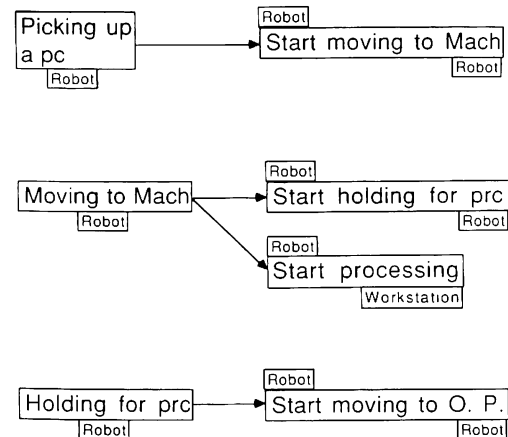 Picking up
a pc
Robot
Robot
Start moving to Mach
Robot
Moving to Mach
Robot
Robot
Start holding for prc
Robot
Robot
Start processing
Workstation
Holding for prc
Robot
Robot
Start moving to O. P.
Robot